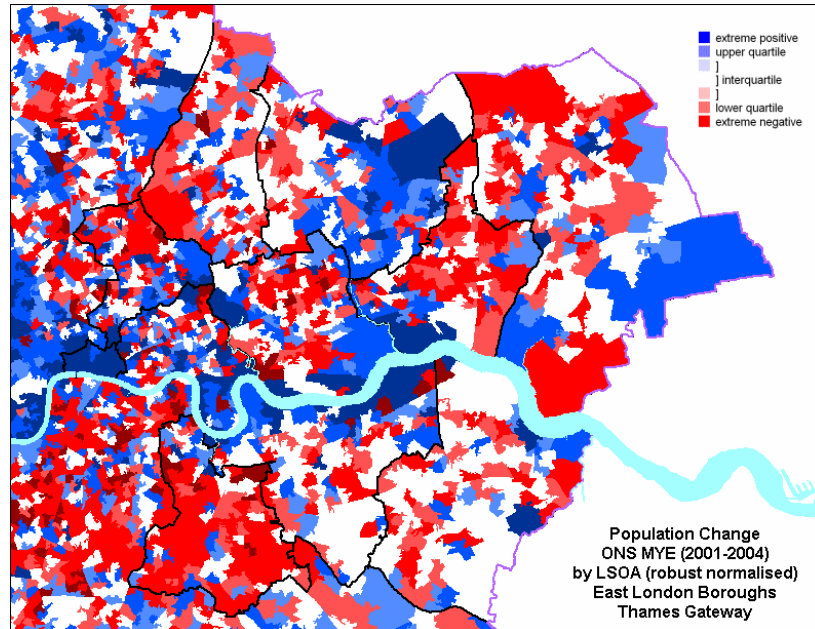 extreme positive
upper quartile
]
] interquartile
]
lower quartile
extreme negative
Population Change
ONS MYE (2001-2004)
by LSOA (robust normalised)
East London Boroughs
Thames Gateway